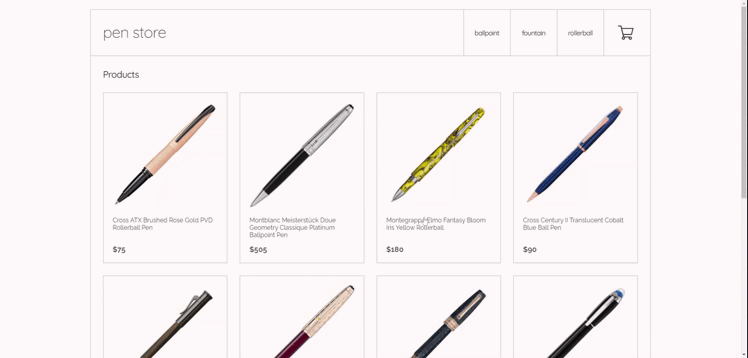 pen store
ballpoint
fountain
rollerball
Products
Cross ATX Brushed Rose Gold PVD
Rollerball Pen
$75
Montblanc Meisterstück Doue
Geometry Classique Platinum
Ballpoint Pen
$505
Montegrappa Elmo Fantasy Bloom
Iris Yellow Rollerball
$180
Cross Century II Translucent Cobalt
Blue Ball Pen
$90